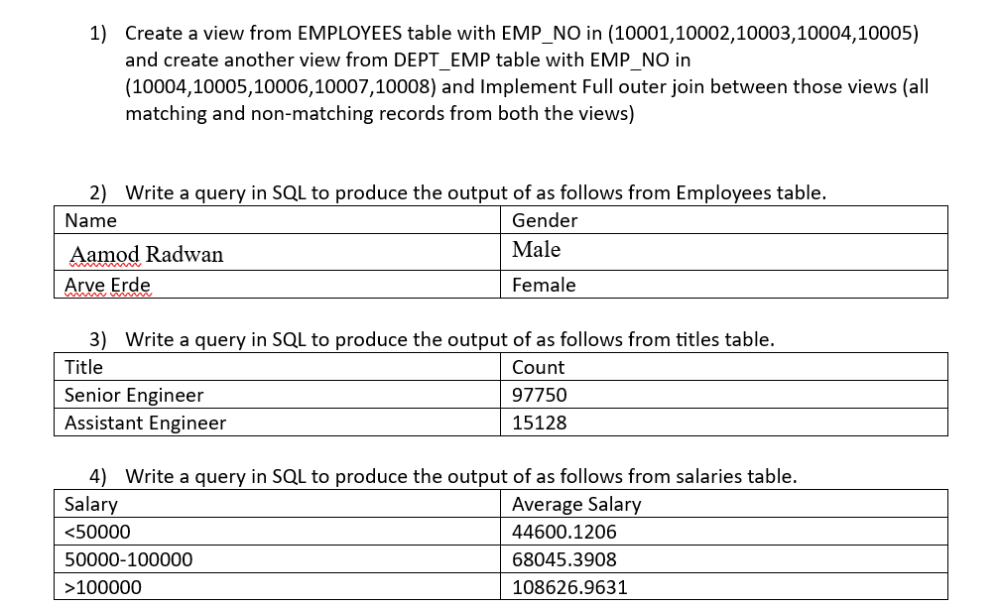 1) Create a view from EMPLOYEES table with EMP_NO in (10001,10002,10003,10004,10005)
and create another view from DEPT_EMP table with EMP_NO in
(10004,10005,10006,10007,10008) and Implement Full outer join between those views (all
matching and non-matching records from both the views)
2) Write a query in SQL to produce the output of as follows from Employees table.
Name Gender
Aamod Radwan Male
Arve Erde Female
3) Write a query in SQL to produce the output of as follows from titles table.
Title Count
Senior Engineer 97750
Assistant Engineer 15128
4) Write a query in SQL to produce the output of as follows from salaries table.
Salary Average Salary
<50000 44600.1206
50000-100000 68045.3908
>100000 108626.9631